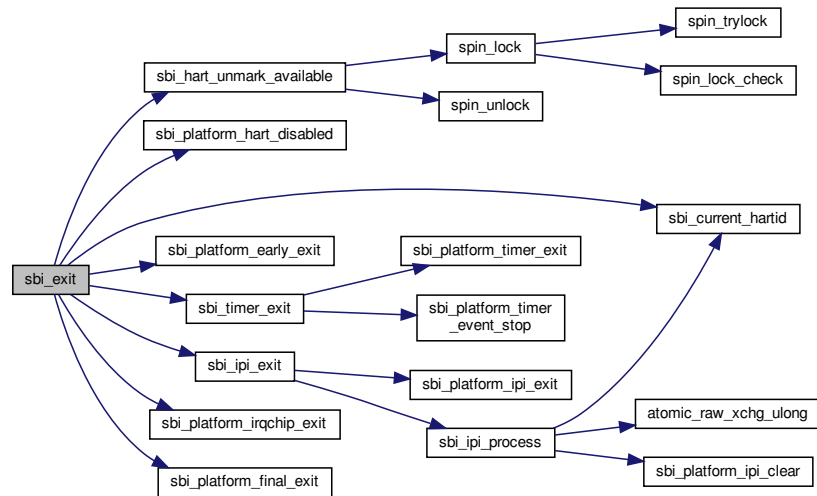 spin_trylock
spin_lock
sbi_hart_unmark_available
spin_lock_check
spin_unlock
sbi_platform_hart_disabled
sbi_current_hartid
sbi_platform_early_exit
sbi_platform_timer_exit
sbi_exit
sbi_timer_exit
sbi_platform_timer
_event_stop
sbi_ipi_exit
sbi_platform_ipi_exit
sbi_platform_irqchip_exit
atomic_raw_xchg_ulong
sbi_ipi_process
sbi_platform_ipi_clear
sbi_platform_final_exit